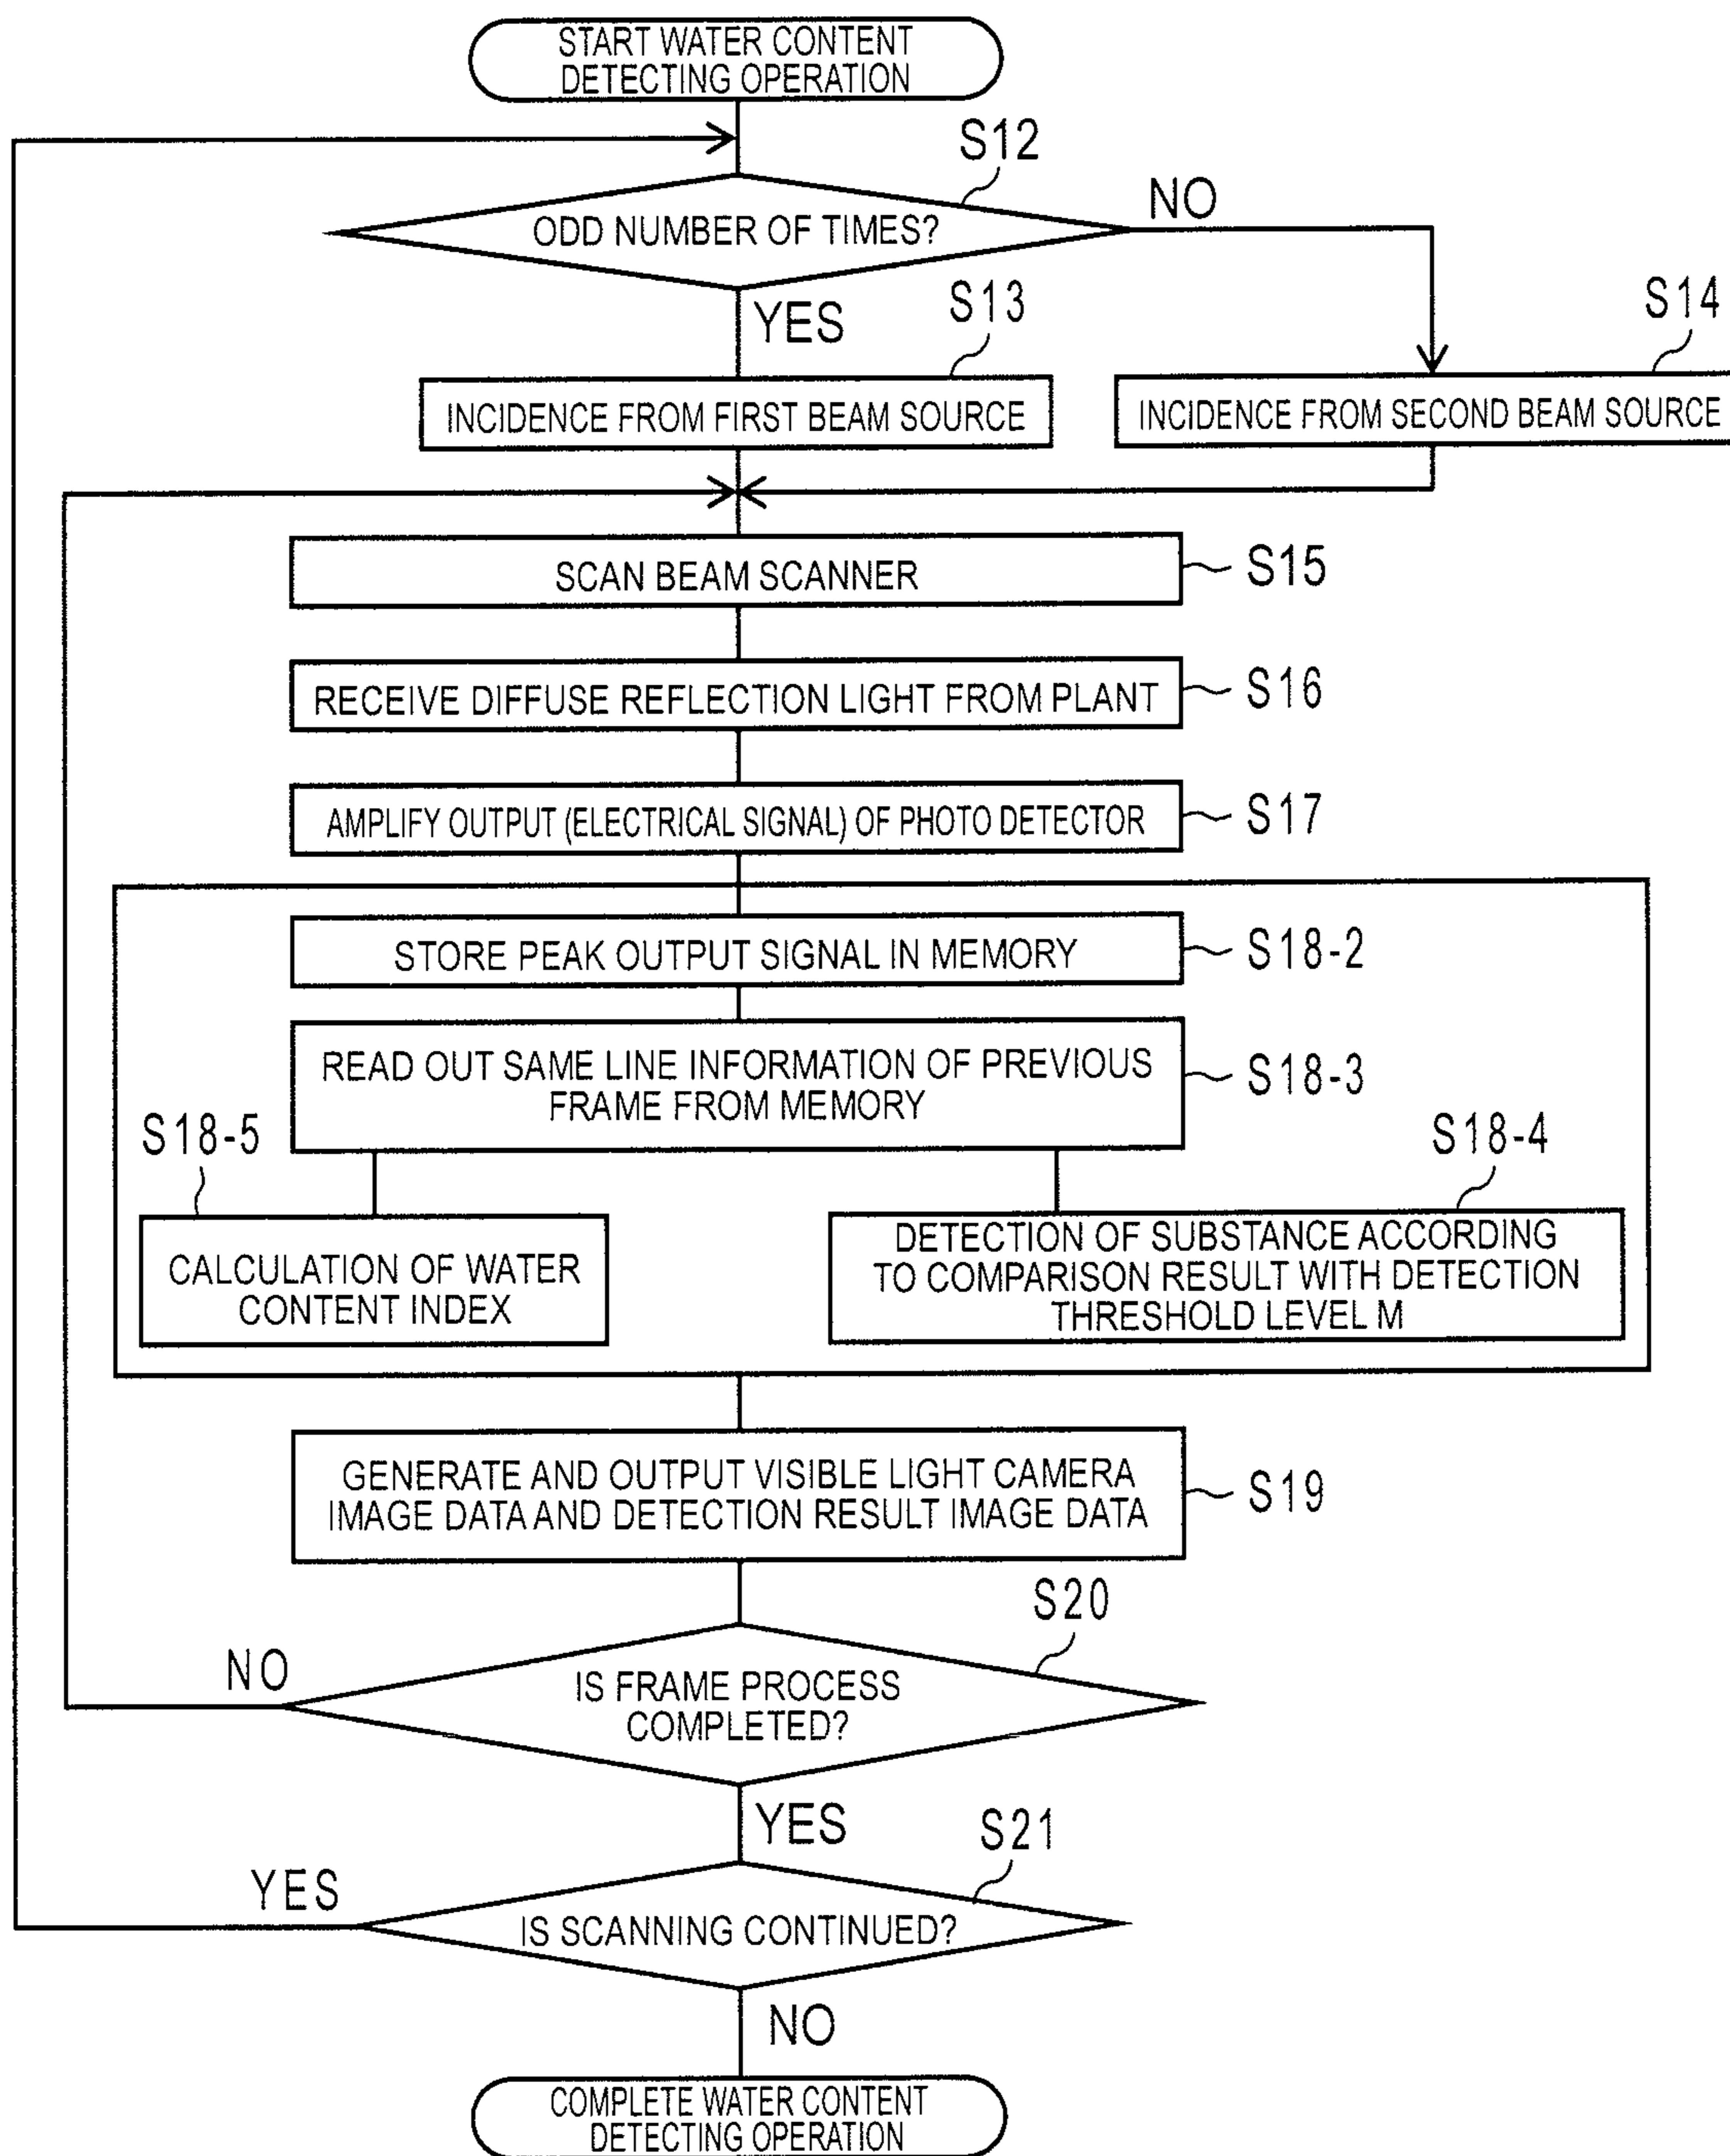 START WATER CONTENT
DETECTING OPERATION
S12
ODD NUMBER OF TIMES?
NO
YES
S13
S14
INCIDENCE FROM FIRST BEAM SOURCE
INCIDENCE FROM SECOND BEAM SOURCE
SCAN BEAM SCANNER
S15
RECEIVE DIFFUSE REFLECTION LIGHT FROM PLANT
S16
AMPLIFY OUTPUT (ELECTRICAL SIGNAL) OF PHOTO DETECTOR
S17
STORE PEAK OUTPUT SIGNAL IN MEMORY
S18-2
READ OUT SAME LINE INFORMATION OF PREVIOUS
FRAME FROM MEMORY
S18-3
S18-5
S18-4
CALCULATION OF WATER
CONTENT INDEX
DETECTION OF SUBSTANCE ACCORDING
TO COMPARISON RESULT WITH DETECTION
THRESHOLD LEVEL M
GENERATE AND OUTPUT VISIBLE LIGHT CAMERA
IMAGE DATA AND DETECTION RESULT IMAGE DATA
S19
S20
NO
IS FRAME PROCESS
COMPLETED?
YES
S21
YES
IS SCANNING CONTINUED?
NO
COMPLETE WATER CONTENT
DETECTING OPERATION